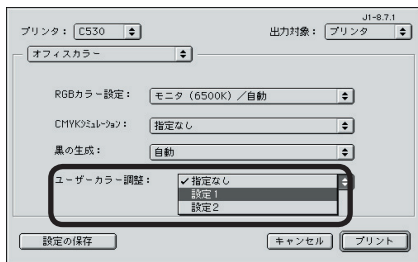 J1-8.7.1
プリンタ： C530 出力対象： プリンタ
オフィスカラー
RGBカラー設定： モニタ（6500K）／自動
CMYKｼﾐｭﾚｰｼｮﾝ： 指定なし
黒の生成： 自動
ユーザーカラー調整： ✓指定なし
設定1
設定2
設定の保存 キャンセル プリント